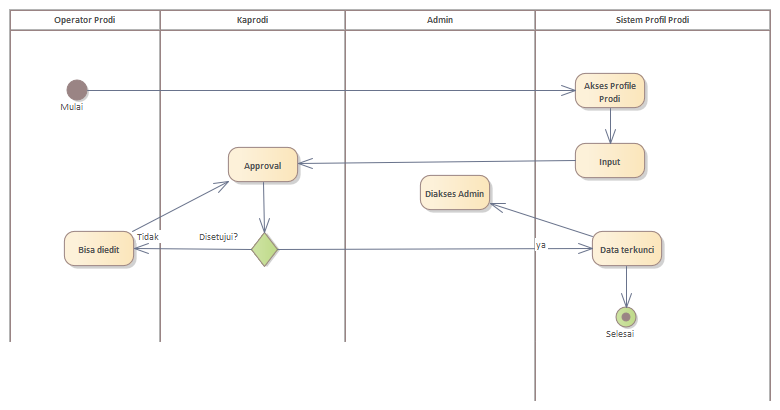 Operator Prodi
Kaprodi
Admin
Sistem Profil Prodi
Mulai
Akses Profile
Prodi
Approval
Input
Diakses Admin
Tidak
Disetujui?
Bisa diedit
ya
Data terkunci
Selesai